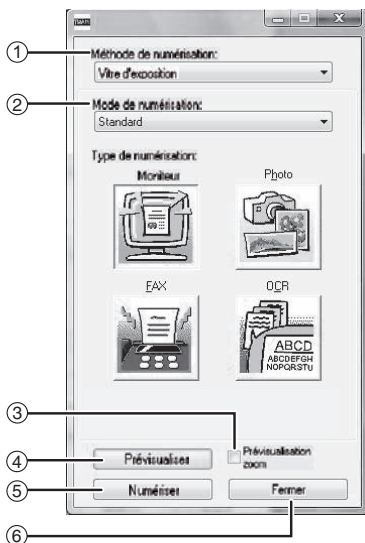 ①
Méthode de numérisation:
Vitre d'exposition
②
Mode de numérisation:
Standard
Type de numérisation:
Moniteur
Photo
FAX
OCR
ABCD
ABCDEFGH
NOPQRSTU
③
④
Prévisualiser
Prévisualisation
zoom
⑤
Numériser
Fermer
⑥